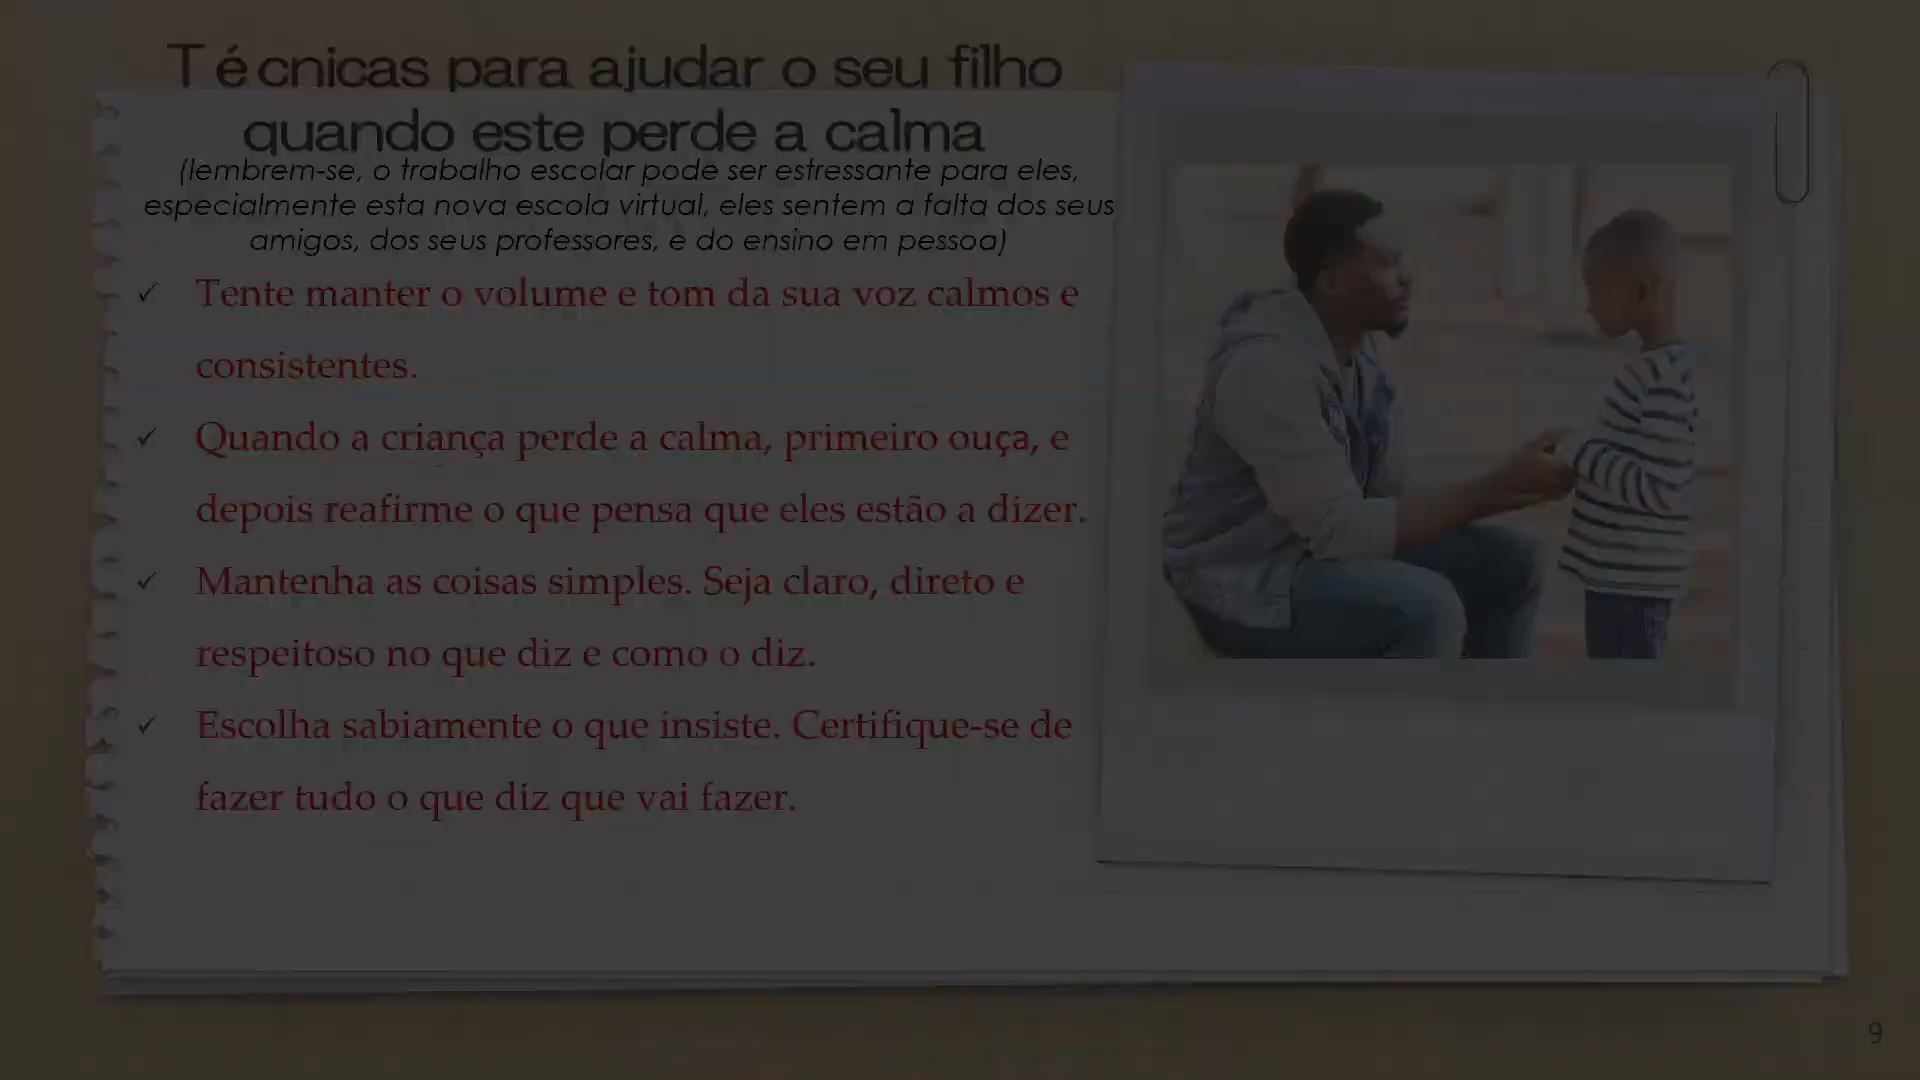 Técnicas para ajudar o seu filho
quando este perde a calma
(lembrem-se, o trabalho escolar pode ser estressante para eles,
especialmente esta nova escola virtual, eles sentem a falta dos seus
amigos, dos seus professores, e do ensino em pessoa)
✓ Tente manter o volume e tom da sua voz calmos e
consistentes.
✓ Quando a criança perde a calma, primeiro ouça, e
depois reafirme o que pensa que eles estão a dizer.
✓ Mantenha as coisas simples. Seja claro, direto e
respeitoso no que diz e como o diz.
✓ Escolha sabiamente o que insiste. Certifique-se de
fazer tudo o que diz que vai fazer.
9